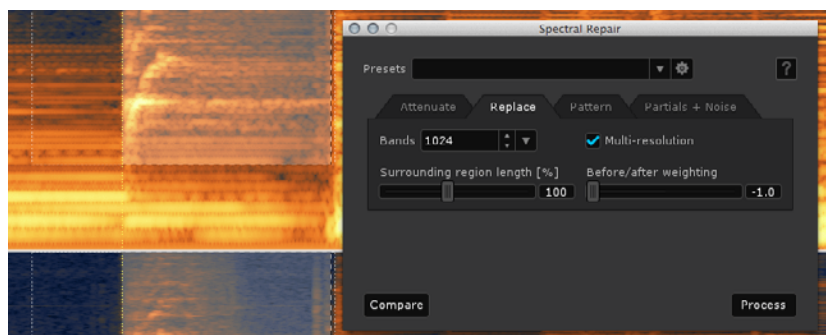 Spectral Repair
Presets
?
Attenuate Replace Pattern Partials + Noise
Bands 1024 Multi-resolution
Surrounding region length [%] Before/after weighting
100 -1.0
Compare Process